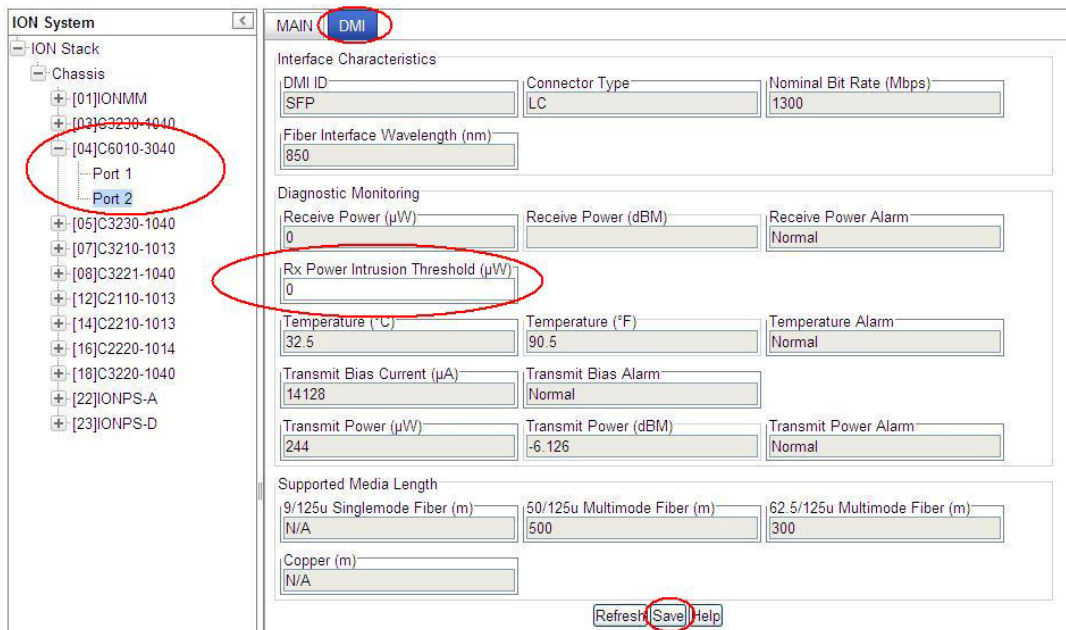 ION System
<
ION Stack
Chassis
[01]IONMM
[03]C3230-1040
[04]C6010-3040
Port 1
Port 2
[05]C3230-1040
[07]C3210-1013
[08]C3221-1040
[12]C2110-1013
[14]C2210-1013
[16]C2220-1014
[18]C3220-1040
[22]IONPS-A
[23]IONPS-D
MAIN DMI
Interface Characteristics
DMI ID Connector Type Nominal Bit Rate (Mbps)
SFP LC 1300
Fiber Interface Wavelength (nm)
850
Diagnostic Monitoring
Receive Power (µW) Receive Power (dBM) Receive Power Alarm
0 Normal
Rx Power Intrusion Threshold (µW)
0
Temperature (°C) Temperature (°F) Temperature Alarm
32.5 90.5 Normal
Transmit Bias Current (µA) Transmit Bias Alarm
14128 Normal
Transmit Power (µW) Transmit Power (dBM) Transmit Power Alarm
244 -6.126 Normal
Supported Media Length
9/125u Singlemode Fiber (m) 50/125u Multimode Fiber (m) 62.5/125u Multimode Fiber (m)
N/A 500 300
Copper (m)
N/A
Refresh Save Help